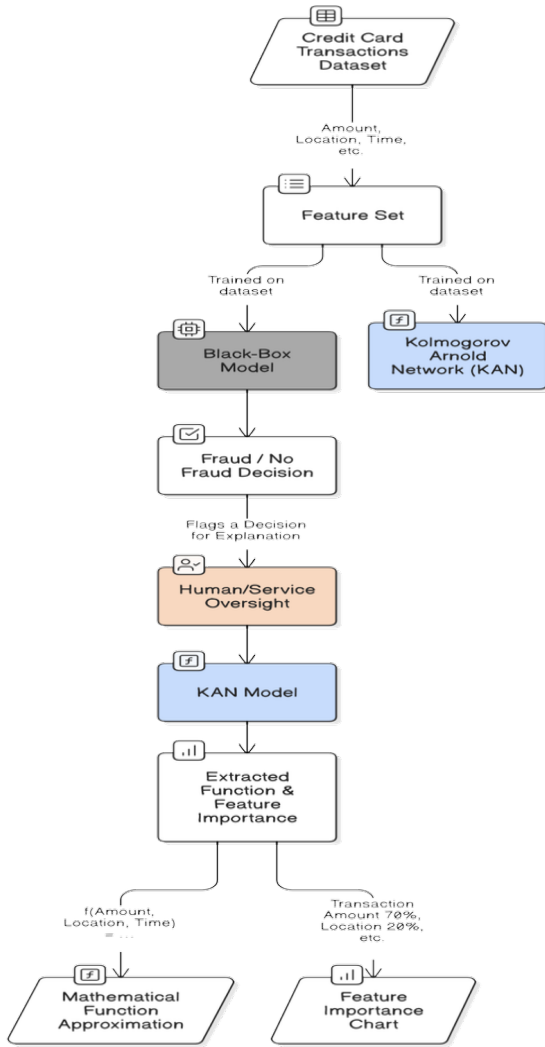 Credit Card
Transactions
Dataset
Amount,
Location, Time,
etc.
Feature Set
Trained on
dataset
Trained on
dataset
Black-Box
Model
Kolmogorov
Arnold
Network (KAN)
Fraud / No
Fraud Decision
Flags a Decision
for Explanation
Human/Service
Oversight
KAN Model
Extracted
Function &
Feature
Importance
f(Amount,
Location, Time)
= ...
Transaction
Amount 70%,
Location 20%,
etc.
Mathematical
Function
Approximation
Feature
Importance
Chart